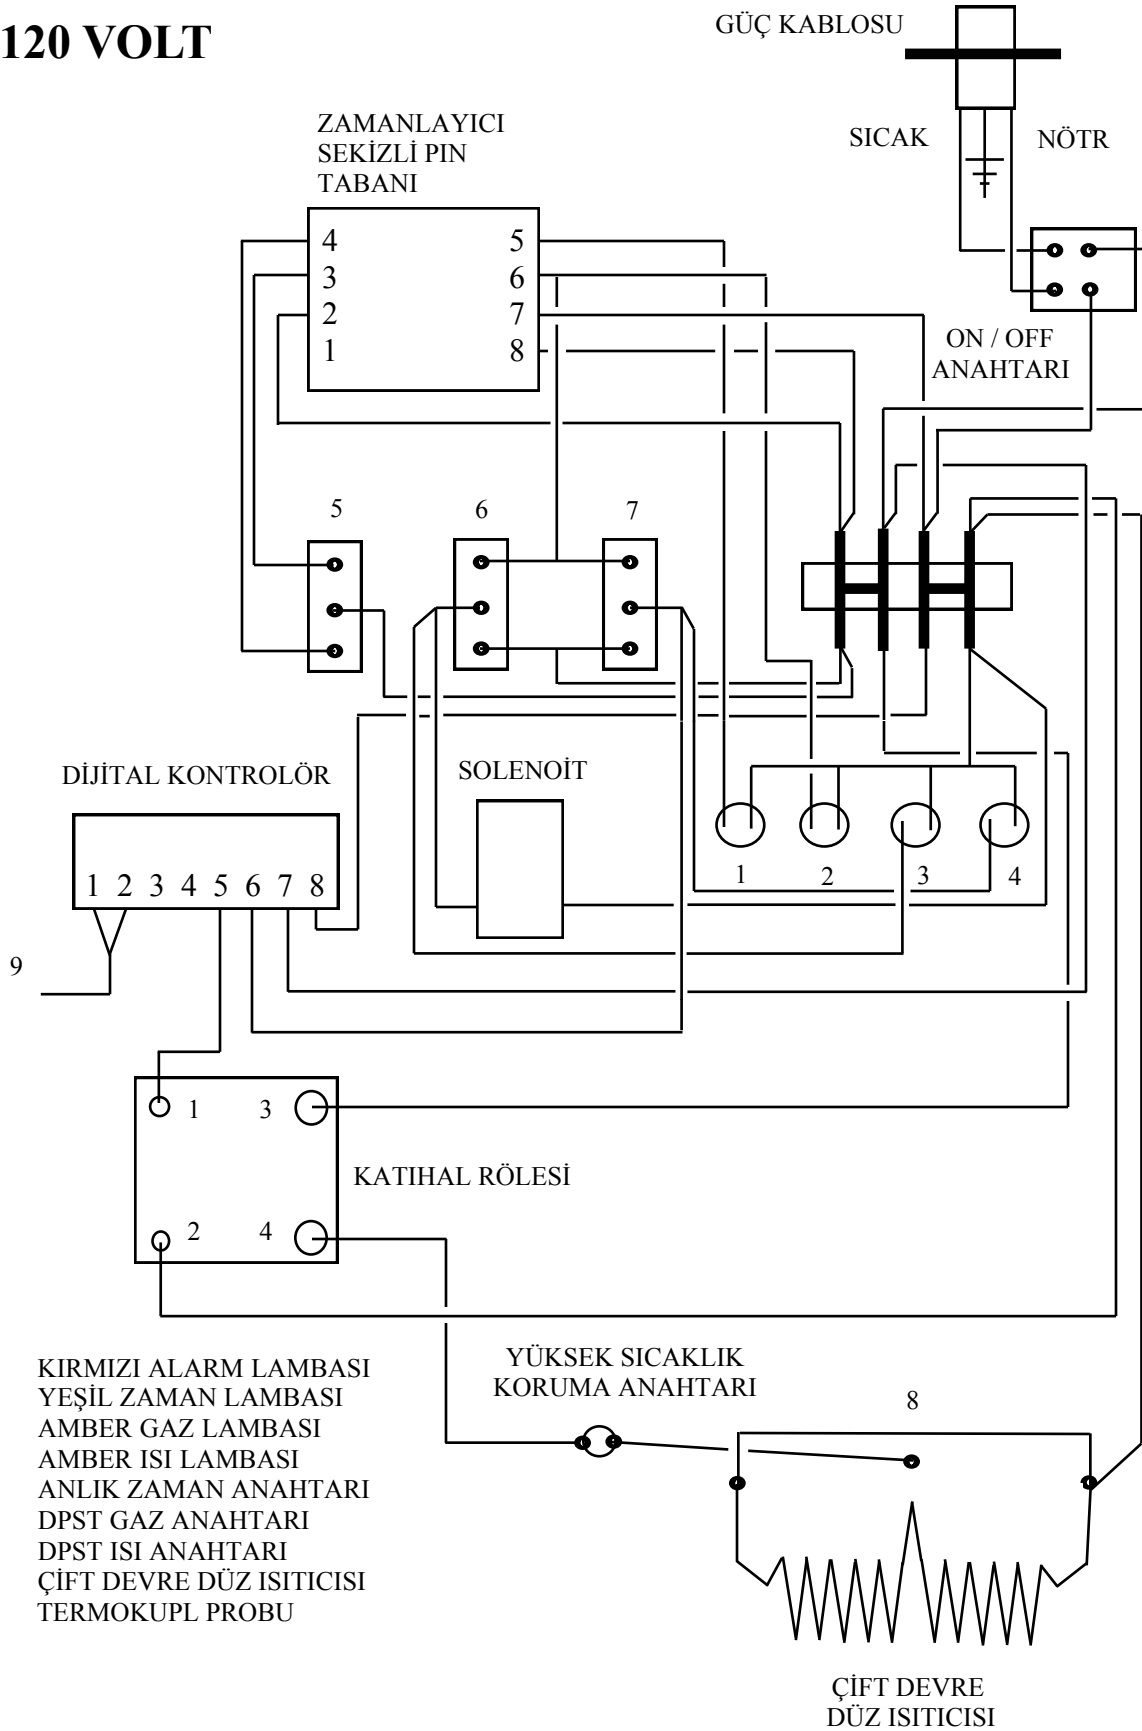 120 VOLT
GÜÇ KABLOSU
SICAK
NÖTR
ZAMANLAYICI
SEKİZLİ PIN
TABANI
4
3
2
1
5
6
7
8
ON / OFF
ANAHTARI
5
6
7
DİJİTAL KONTROLÖR
SOLENOİT
1 2 3 4 5 6 7 8
1
2
3
4
9
1
3
2
4
KATIHAL RÖLESİ
KIRMIZI ALARM LAMBASI
YEŞİL ZAMAN LAMBASI
AMBER GAZ LAMBASI
AMBER ISI LAMBASI
ANLIK ZAMAN ANAHTARI
DPST GAZ ANAHTARI
DPST ISI ANAHTARI
ÇİFT DEVRE DÜZ ISITICISI
TERMOKUPL PROBU
YÜKSEK SICAKLIK
KORUMA ANAHTARI
8
ÇİFT DEVRE
DÜZ ISITICISI